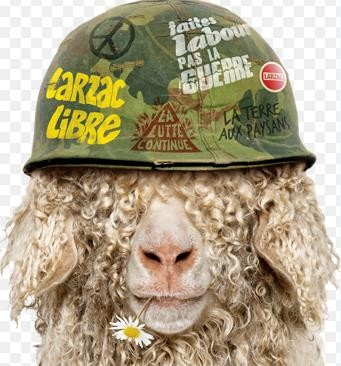 faites
labour
PAS LA
GUERRE
LARZAC
LARZAC
LIBRE
LA
LUTTE
CONTINUE
LA TERRE
AUX PAYSANS